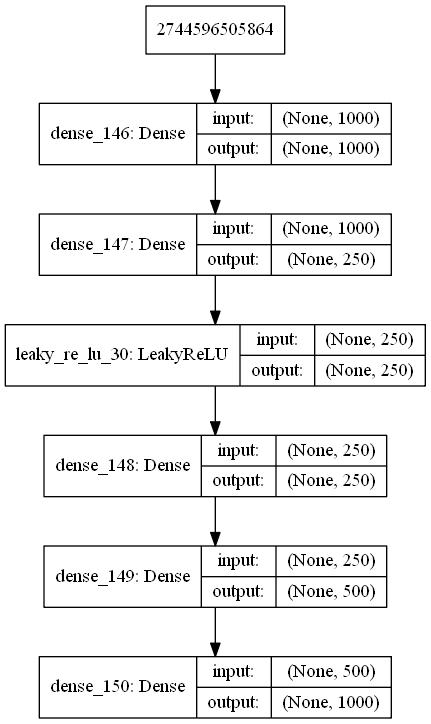 2744596505864
dense_146: Dense
input: (None, 1000)
output: (None, 1000)
dense_147: Dense
input: (None, 1000)
output: (None, 250)
leaky_re_lu_30: LeakyReLU
input: (None, 250)
output: (None, 250)
dense_148: Dense
input: (None, 250)
output: (None, 250)
dense_149: Dense
input: (None, 250)
output: (None, 500)
dense_150: Dense
input: (None, 500)
output: (None, 1000)